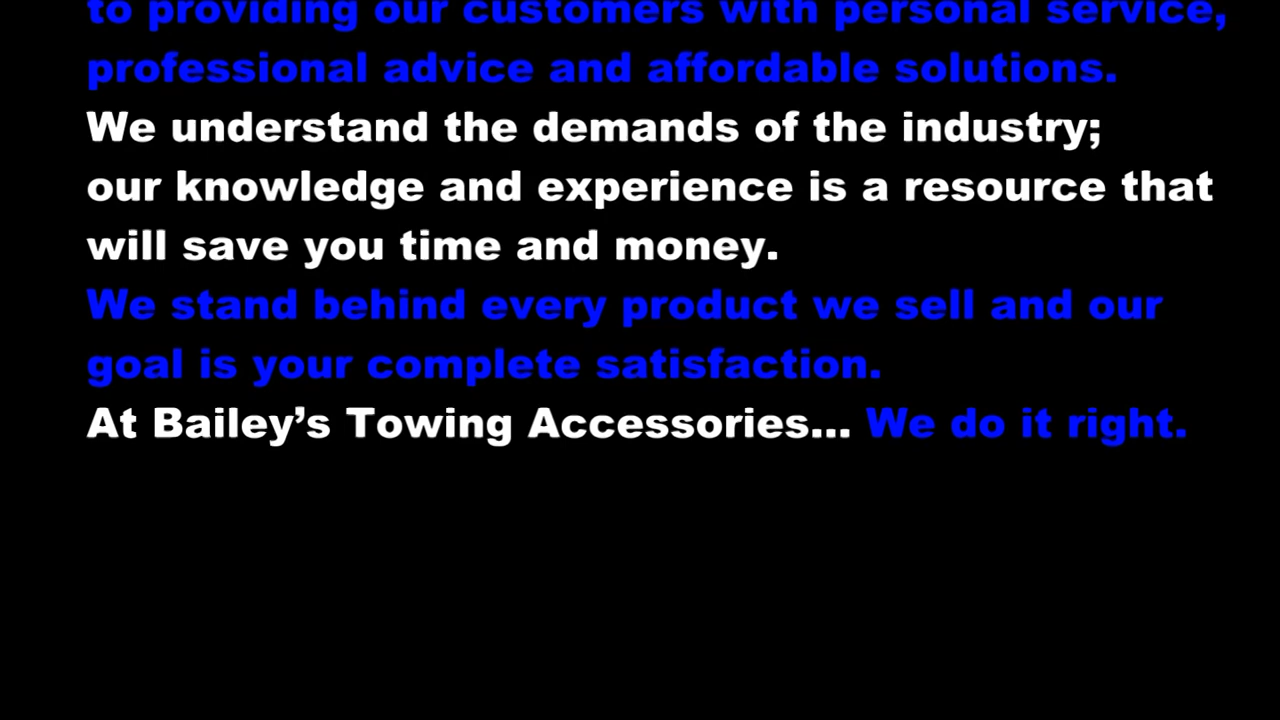 to providing our customers with personal service,
professional advice and affordable solutions.
We understand the demands of the industry;
our knowledge and experience is a resource that
will save you time and money.
We stand behind every product we sell and our
goal is your complete satisfaction.
At Bailey’s Towing Accessories... We do it right.